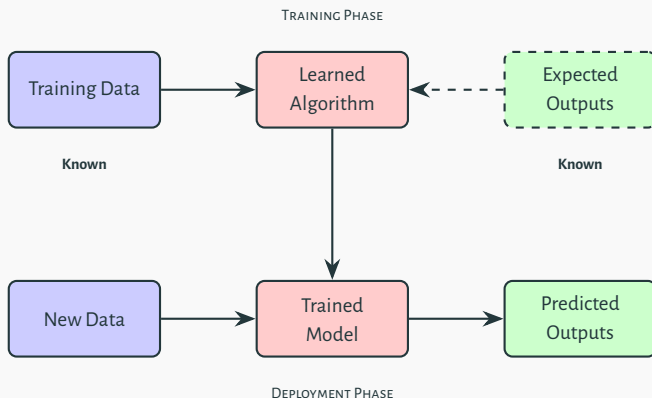 Training Phase
Training Data
Learned
Algorithm
Expected
Outputs
Known
Known
New Data
Trained
Model
Predicted
Outputs
Deployment Phase